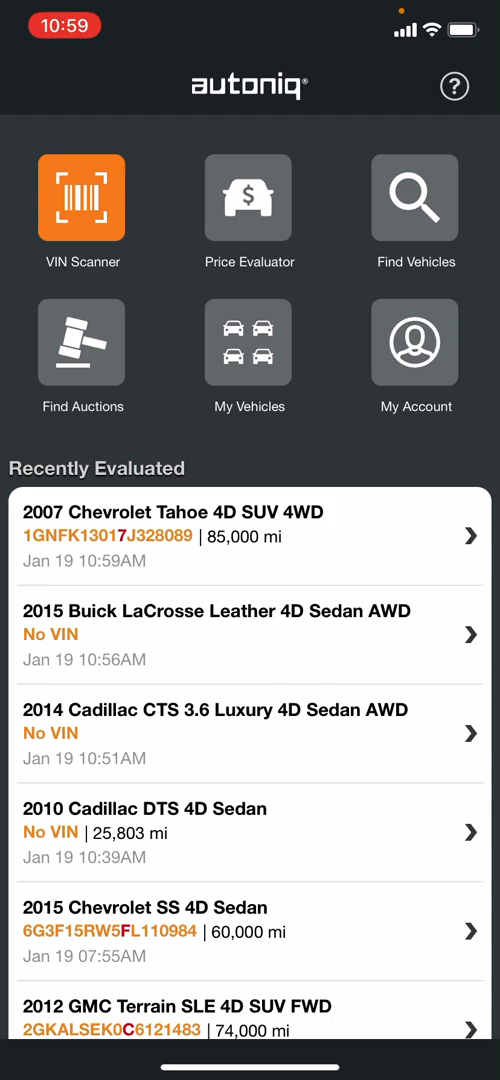 10:59
autoniq®
?
$
VIN Scanner
Price Evaluator
Find Vehicles
Find Auctions
My Vehicles
My Account
Recently Evaluated
2007 Chevrolet Tahoe 4D SUV 4WD
1GNFK13017J328089 | 85,000 mi
Jan 19 10:59AM
2015 Buick LaCrosse Leather 4D Sedan AWD
No VIN
Jan 19 10:56AM
2014 Cadillac CTS 3.6 Luxury 4D Sedan AWD
No VIN
Jan 19 10:51AM
2010 Cadillac DTS 4D Sedan
No VIN | 25,803 mi
Jan 19 10:39AM
2015 Chevrolet SS 4D Sedan
6G3F15RW5FL110984 | 60,000 mi
Jan 19 07:55AM
2012 GMC Terrain SLE 4D SUV FWD
2GKALSEK0C6121483 | 74,000 mi